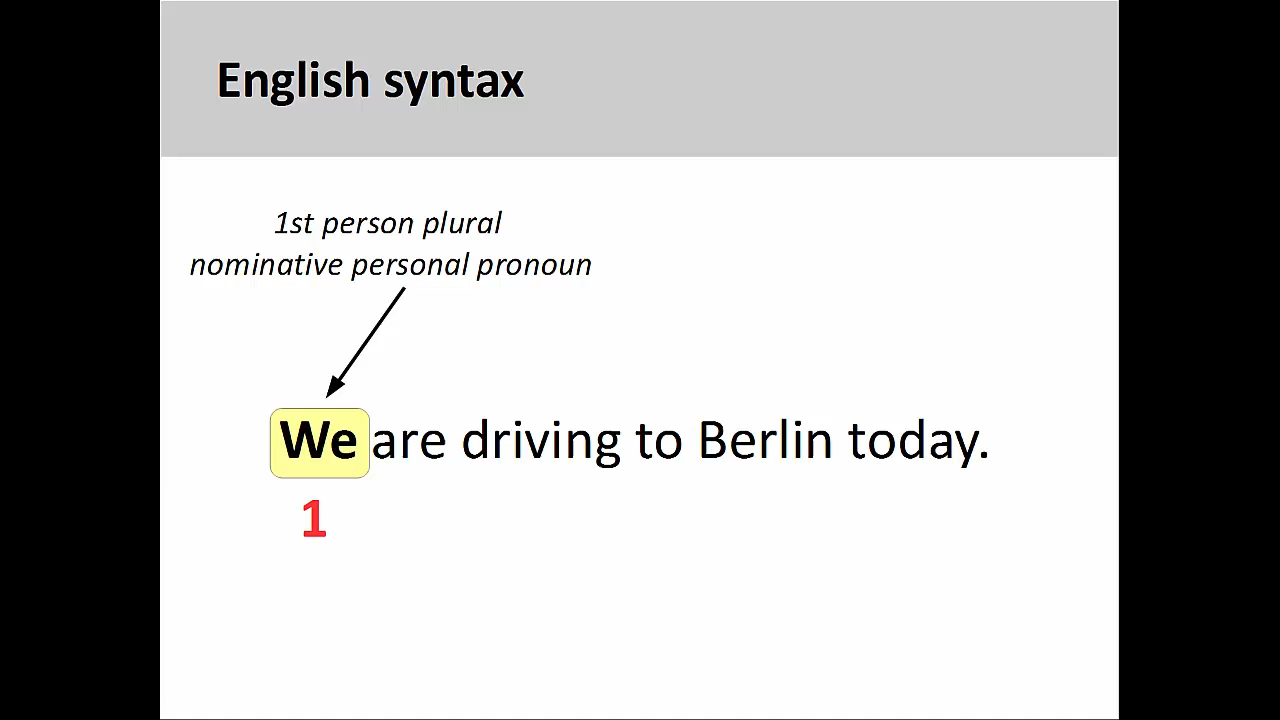 English syntax
1st person plural
nominative personal pronoun
We are driving to Berlin today.
1